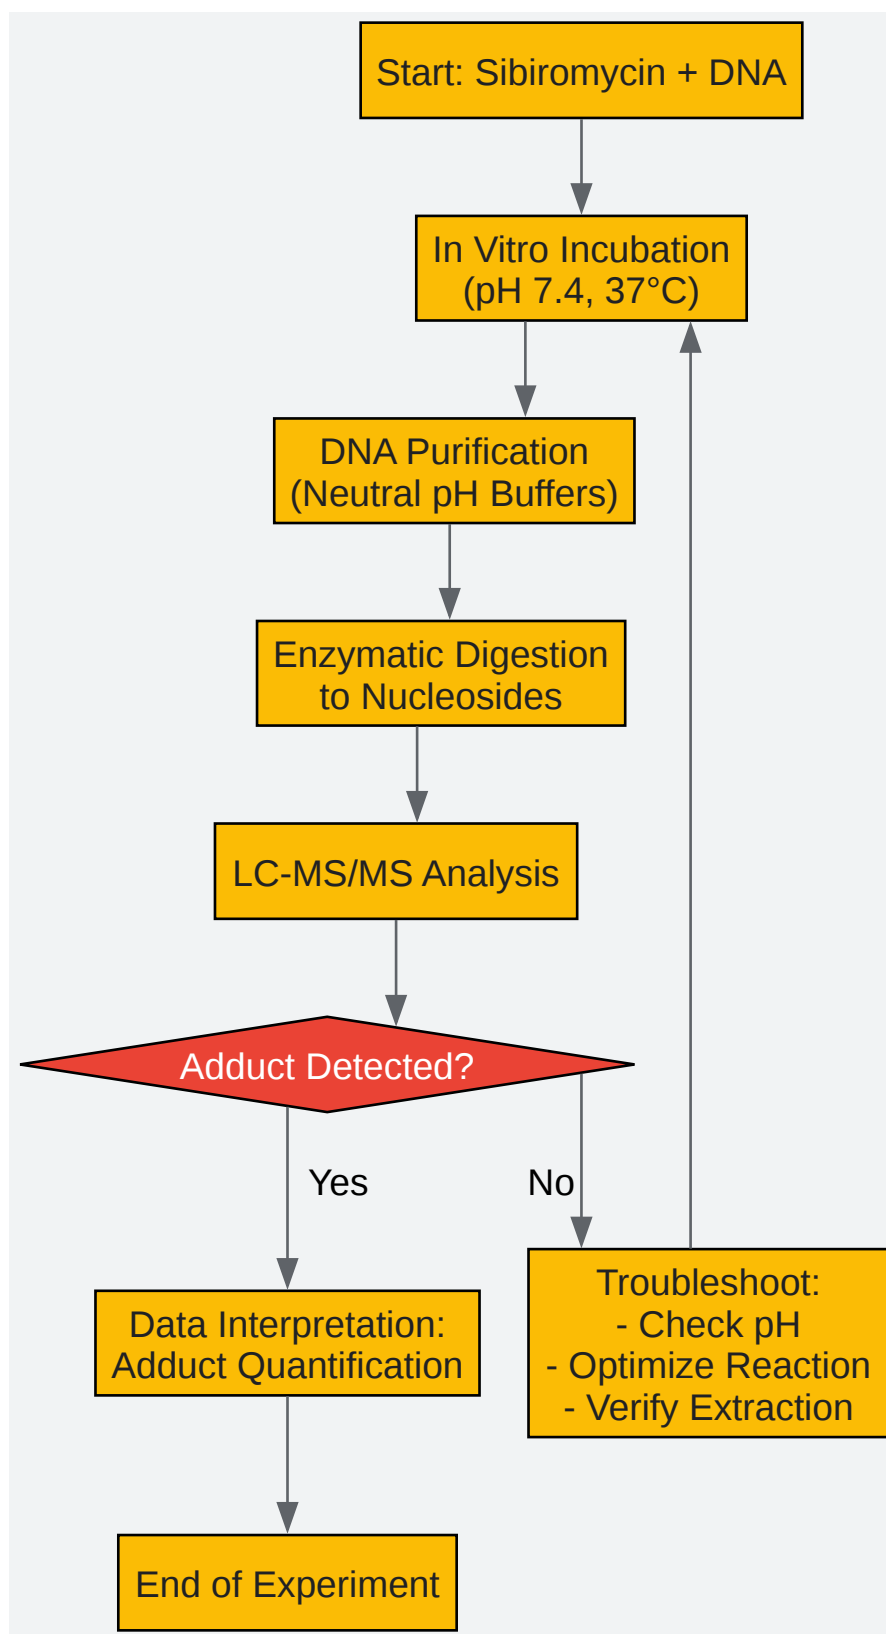 Start: Sibiromycin + DNA
In Vitro Incubation
(pH 7.4, 37°C)
DNA Purification
(Neutral pH Buffers)
Enzymatic Digestion
to Nucleosides
LC-MS/MS Analysis
Adduct Detected?
Yes
No
Data Interpretation:
Adduct Quantification
Troubleshoot:
- Check pH
- Optimize Reaction
- Verify Extraction
End of Experiment